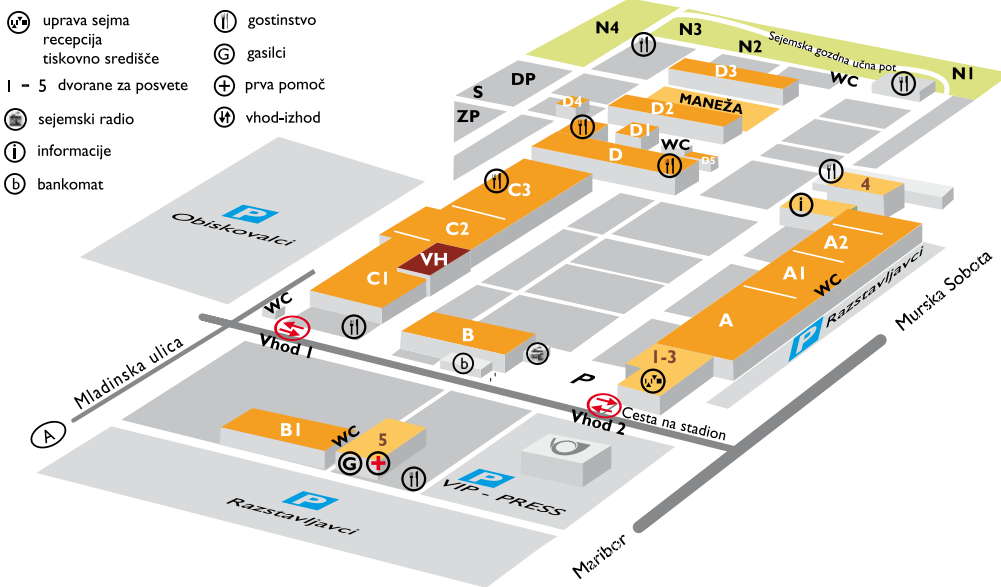 uprava sejma
recepcija
tiskovno središče
1 - 5 dvorane za posvete
sejemski radio
i informacije
b bankomat
gostinstvo
G gasilci
prva pomoč
vhod-izhod
N4
N3
N2
Sejemska gozdna učna pot
N1
WC
D3
DP
S
ZP
D4
D2
MANEŽA
D1
WC
D5
D
C3
4
i
P
Obiskovalci
C2
VH
C1
A2
A1
WC
A
P
Razstavljavci
Murska Sobota
WC
Vhod 1
Mladinska ulica
B
b
1-3
P
Vhod 2
Cesta na stadion
A
B1
WC
5
G
P
VIP - PRESS
P
Razstavljavci
Maribor